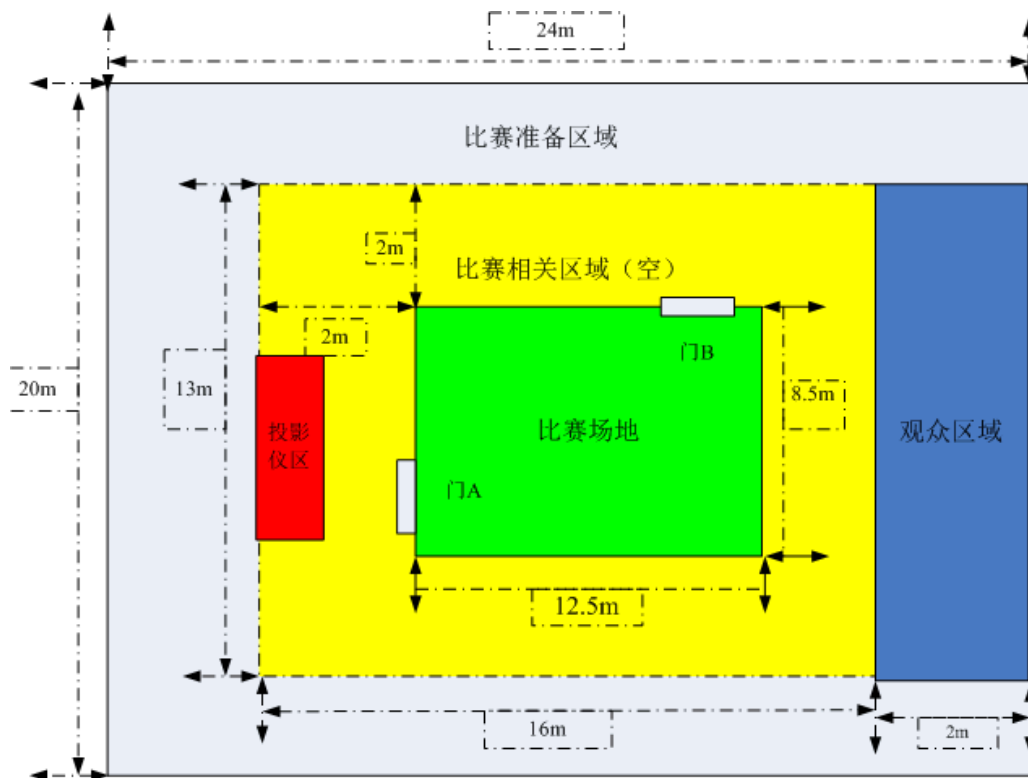 24m
比赛准备区域
2m
比赛相关区域（空）
2m
门B
20m
13m
8.5m
投影
仪区
比赛场地
观众区域
门A
12.5m
16m
2m